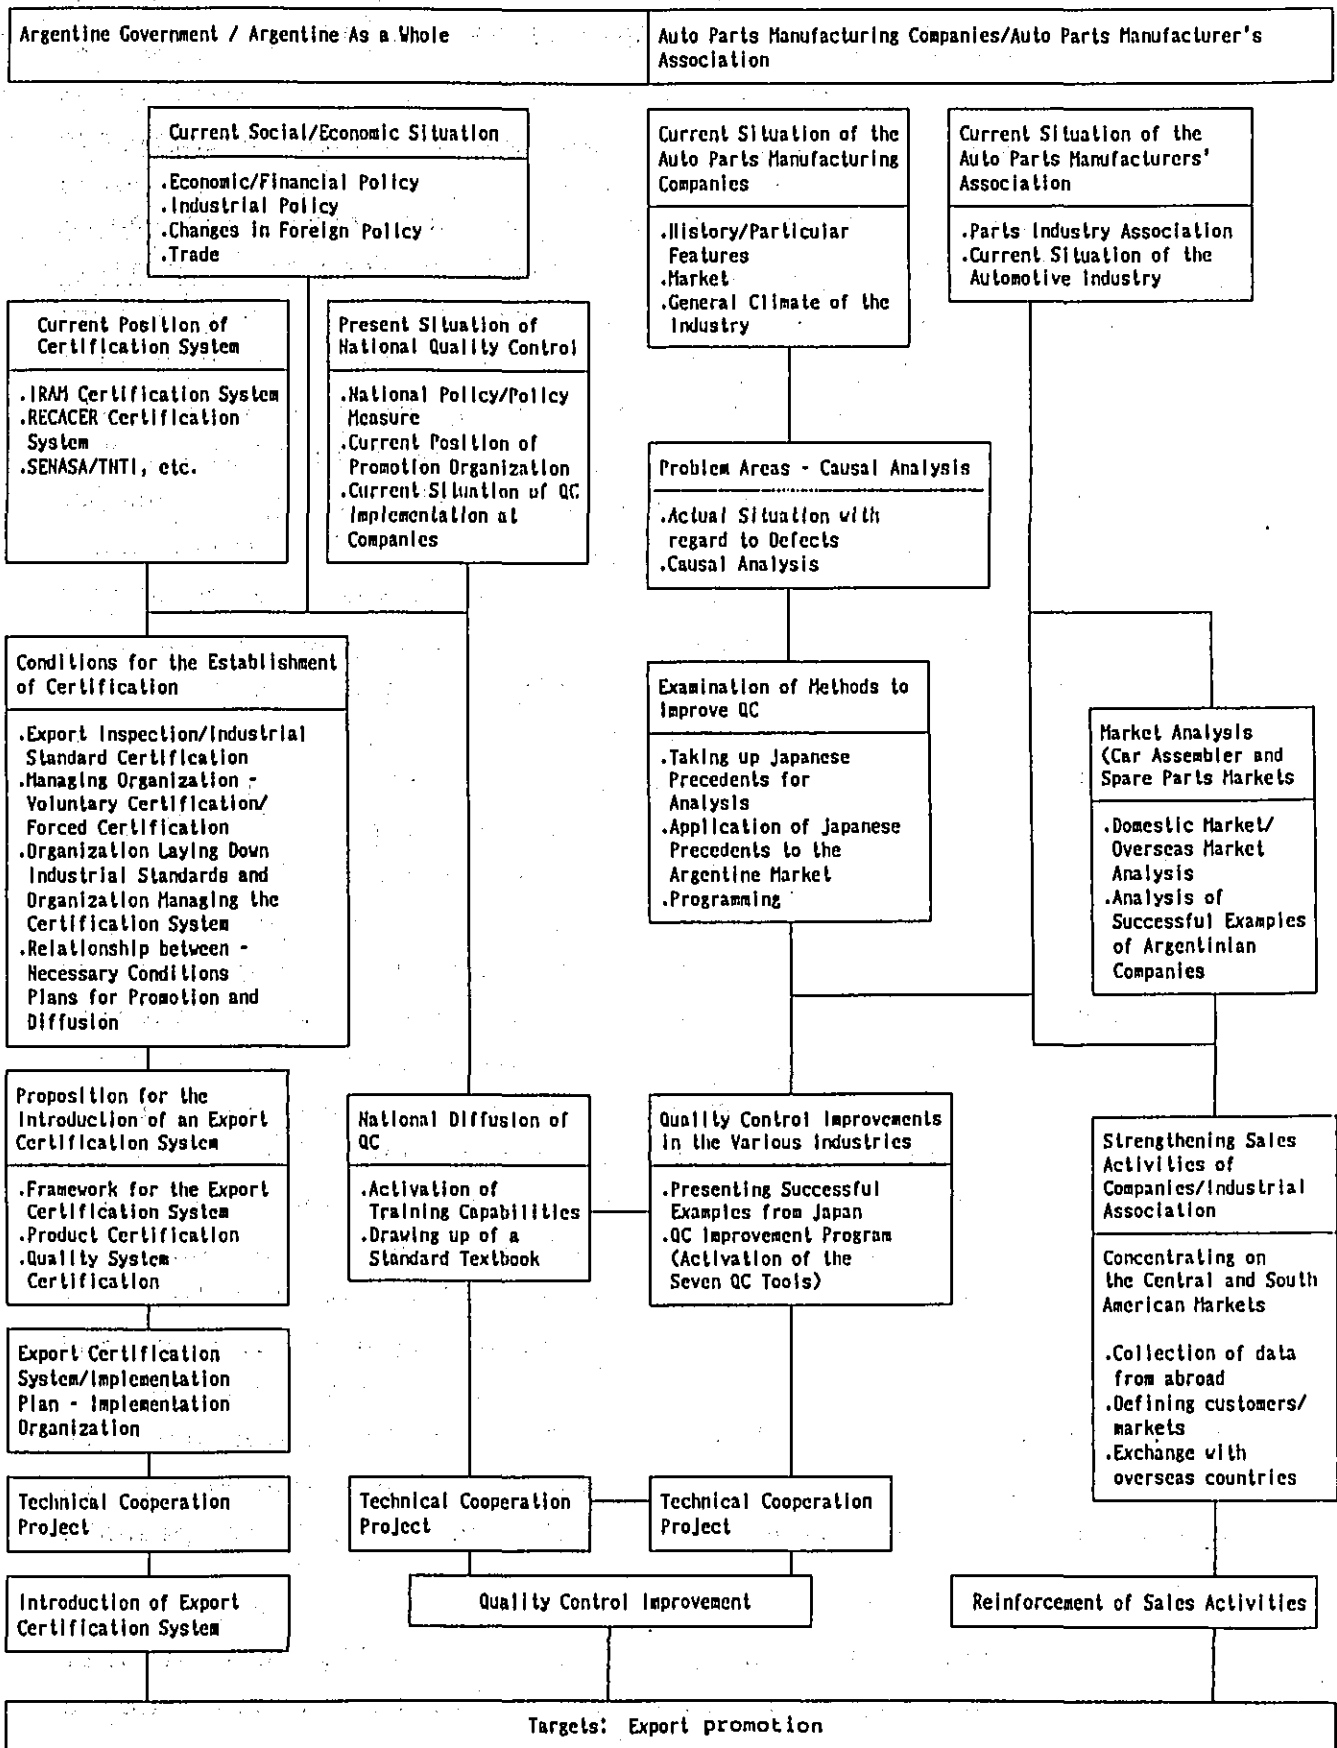 Argentine Government / Argentine As a Whole
Auto Parts Manufacturing Companies/Auto Parts Manufacturer's
Association
Current Social/Economic Situation
.Economic/Financial Policy
.Industrial Policy
.Changes in Foreign Policy
.Trade
Current Situation of the
Auto Parts Manufacturing
Companies
.History/Particular
Features
.Market
.General Climate of the
Industry
Current Situation of the
Auto Parts Manufacturers'
Association
.Parts Industry Association
.Current Situation of the
Automotive Industry
Current Position of
Certification System
.IRAM Certification System
.RECACER Certification
System
.SENASA/TNTI, etc.
Present Situation of
National Quality Control
.National Policy/Policy
Measure
.Current Position of
Promotion Organization
.Current Situation of QC
Implementation at
Companies
Problem Areas - Causal Analysis
.Actual Situation with
regard to Defects
.Causal Analysis
Conditions for the Establishment
of Certification
.Export Inspection/Industrial
Standard Certification
.Managing Organization -
Voluntary Certification/
Forced Certification
.Organization Laying Down
Industrial Standards and
Organization Managing the
Certification System
.Relationship between -
Necessary Conditions
Plans for Promotion and
Diffusion
Examination of Methods to
Improve QC
.Taking up Japanese
Precedents for
Analysis
.Application of Japanese
Precedents to the
Argentine Market
.Programming
Market Analysis
(Car Assembler and
Spare Parts Markets
.Domestic Market/
Overseas Market
Analysis
.Analysis of
Successful Examples
of Argentinian
Companies
Proposition for the
Introduction of an Export
Certification System
.Framework for the Export
Certification System
.Product Certification
.Quality System
Certification
National Diffusion of
QC
.Activation of
Training Capabilities
.Drawing up of a
Standard Textbook
Quality Control Improvements
in the Various Industries
.Presenting Successful
Examples from Japan
.QC Improvement Program
(Activation of the
Seven QC Tools)
Strengthening Sales
Activities of
Companies/Industrial
Association
Concentrating on
the Central and South
American Markets
.Collection of data
from abroad
.Defining customers/
markets
.Exchange with
overseas countries
Export Certification
System/Implementation
Plan - Implementation
Organization
Technical Cooperation
Project
Technical Cooperation
Project
Technical Cooperation
Project
Introduction of Export
Certification System
Quality Control Improvement
Reinforcement of Sales Activities
Targets: Export promotion